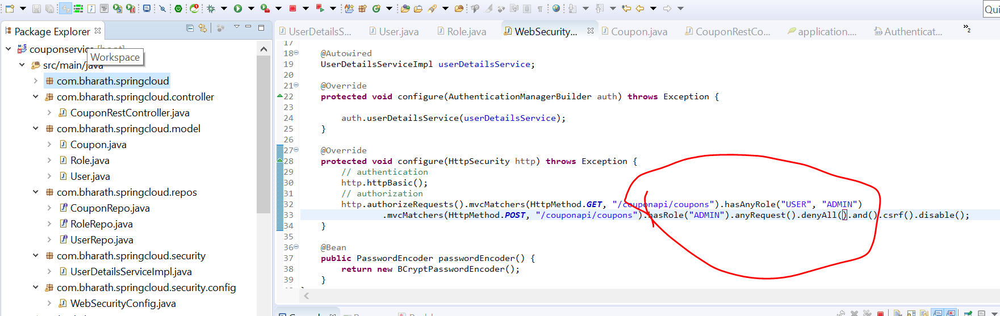 Qui
Package Explorer
couponservice
Workspace
src/main/java
com.bharath.springcloud
com.bharath.springcloud.controller
CouponRestController.java
com.bharath.springcloud.model
Coupon.java
Role.java
User.java
com.bharath.springcloud.repos
CouponRepo.java
RoleRepo.java
UserRepo.java
com.bharath.springcloud.security
UserDetailsServiceImpl.java
com.bharath.springcloud.security.config
WebSecurityConfig.java
UserDetailsS... User.java Role.java WebSecurity... Coupon.java CouponRestCo... application.... Authenticat... »2
17
18 @Autowired
19 UserDetailsServiceImpl userDetailsService;
20
21 @Override
22 protected void configure(AuthenticationManagerBuilder auth) throws Exception {
23
24 auth.userDetailsService(userDetailsService);
25 }
26
27 @Override
28 protected void configure(HttpSecurity http) throws Exception {
29 // authentication
30 http.httpBasic();
31 // authorization
32 http.authorizeRequests().mvcMatchers(HttpMethod.GET, "/couponapi/coupons").hasAnyRole("USER", "ADMIN")
33 .mvcMatchers(HttpMethod.POST, "/couponapi/coupons").hasRole("ADMIN").anyRequest().denyAll().and().csrf().disable();
34 }
35
36 @Bean
37 public PasswordEncoder passwordEncoder() {
38 return new BCryptPasswordEncoder();
39 }